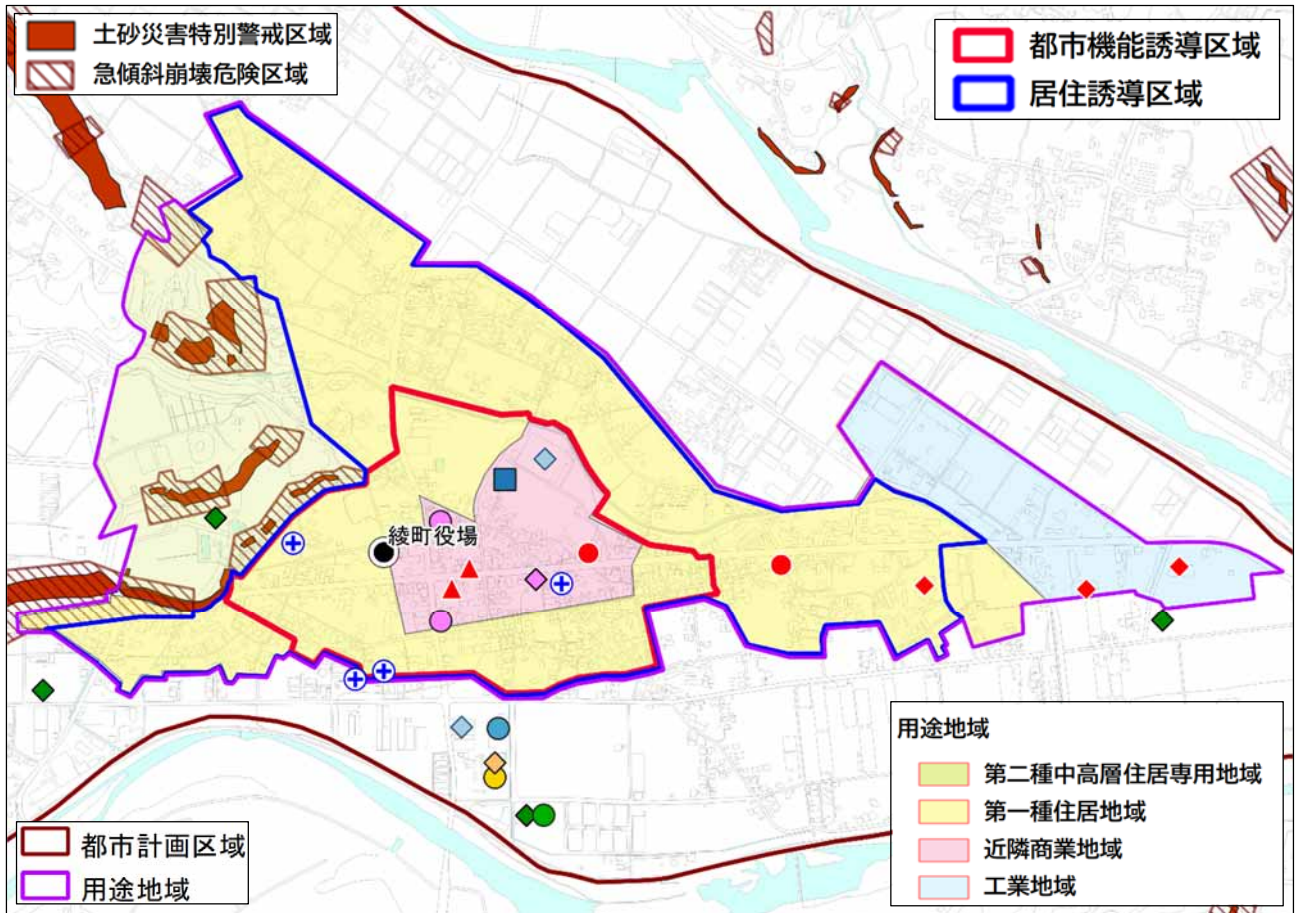 土砂災害特別警戒区域
急傾斜崩壊危険区域
都市機能誘導区域
居住誘導区域
綾町役場
用途地域
第二種中高層住居専用地域
第一種住居地域
近隣商業地域
工業地域
都市計画区域
用途地域